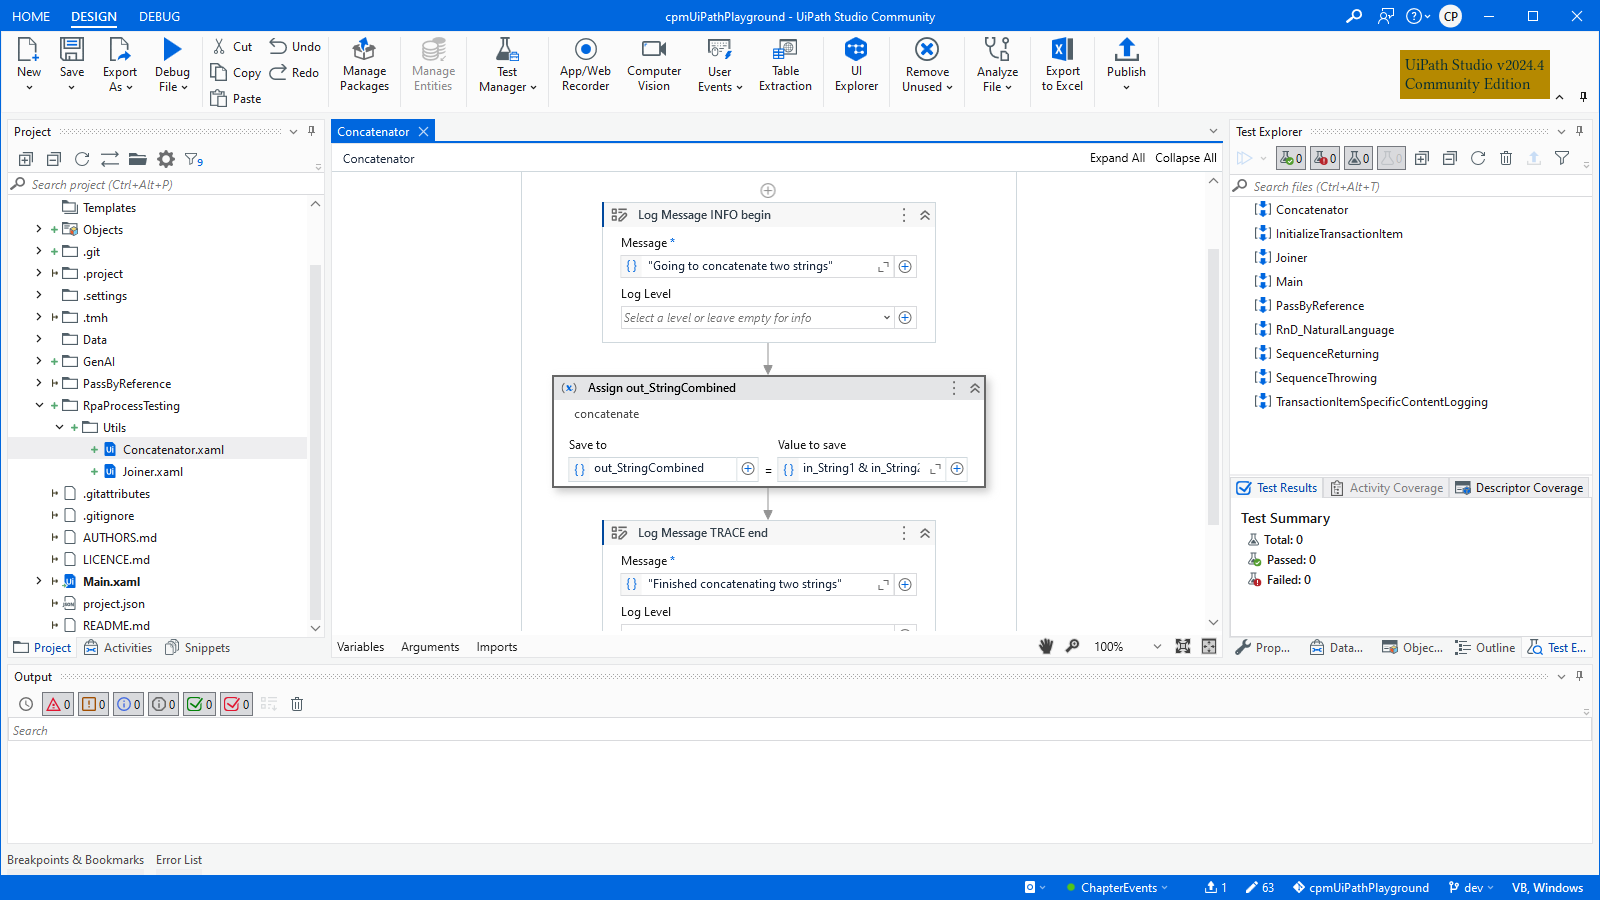 HOME DESIGN DEBUG
cpmUiPathPlayground - UiPath Studio Community
CP
New
Save
Export As
Debug File
Cut
Copy
Paste
Undo
Redo
Manage Packages
Manage Entities
Test Manager
App/Web Recorder
Computer Vision
User Events
Table Extraction
UI Explorer
Remove Unused
Analyze File
Export to Excel
Publish
UiPath Studio v2024.4
Community Edition
Project
9
Search project (Ctrl+Alt+P)
Templates
Objects
.git
.project
.settings
.tmh
Data
GenAI
PassByReference
RpaProcessTesting
Utils
Concatenator.xaml
Joiner.xaml
.gitattributes
.gitignore
AUTHORS.md
LICENCE.md
Main.xaml
project.json
README.md
Project Activities Snippets
Concatenator
Concatenator
Expand All Collapse All
Log Message INFO begin
Message *
"Going to concatenate two strings"
Log Level
Select a level or leave empty for info
Assign out_StringCombined
concatenate
Save to Value to save
out_StringCombined = in_String1 & in_String2
Log Message TRACE end
Message *
"Finished concatenating two strings"
Log Level
Variables Arguments Imports
100%
Test Explorer
0 0 0 0
Search files (Ctrl+Alt+T)
Concatenator
InitializeTransactionItem
Joiner
Main
PassByReference
RnD_NaturalLanguage
SequenceReturning
SequenceThrowing
TransactionItemSpecificContentLogging
Test Results Activity Coverage Descriptor Coverage
Test Summary
Total: 0
Passed: 0
Failed: 0
Prop... Data... Objec... Outline Test E...
Output
0 0 0 0 0 0
Search
Breakpoints & Bookmarks Error List
ChapterEvents 1 63 cpmUiPathPlayground dev VB, Windows